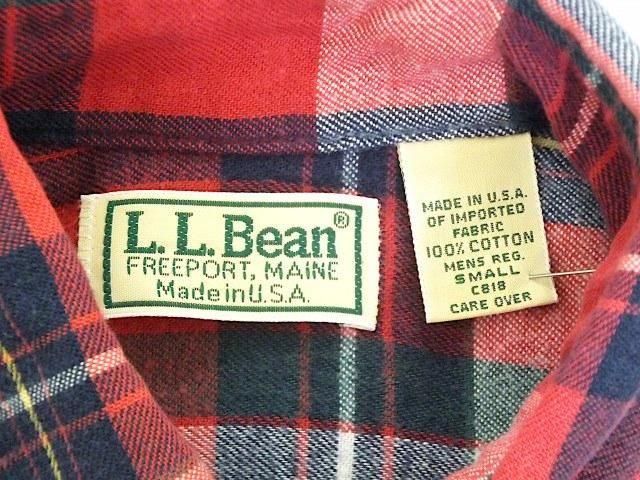 L.L.Bean®
FREEPORT, MAINE
Made in U.S.A.
MADE IN U.S.A.
OF IMPORTED
FABRIC
100% COTTON
MENS REG.
SMALL
C818
CARE OVER